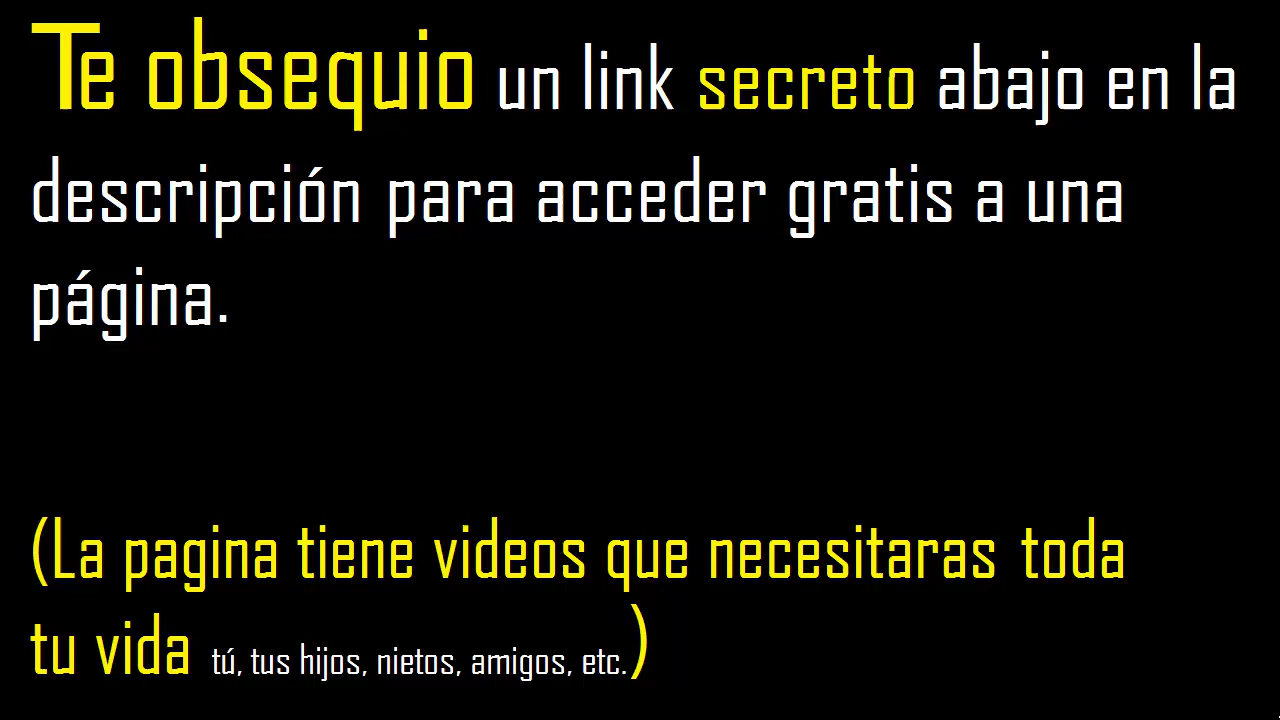 Te obsequio un link secreto abajo en la
descripción para acceder gratis a una
página.
(La pagina tiene videos que necesitaras toda
tu vida tú, tus hijos, nietos, amigos, etc.)